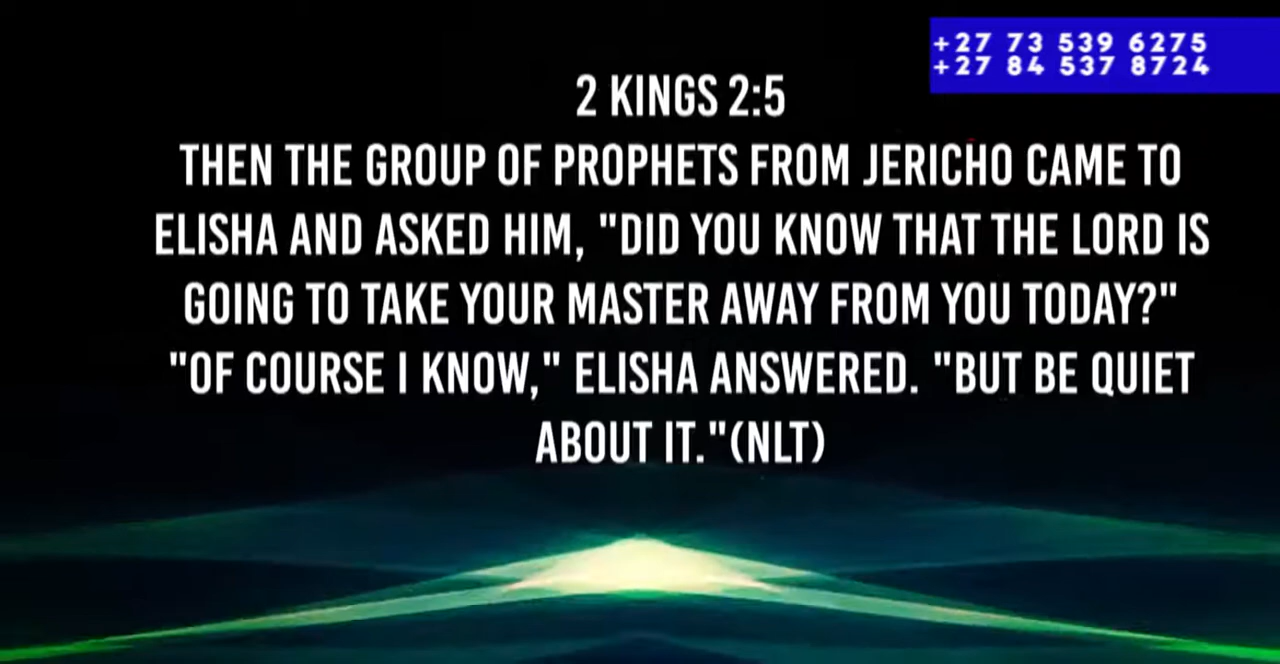 +27 73 539 6275
+27 84 537 8724
2 KINGS 2:5
THEN THE GROUP OF PROPHETS FROM JERICHO CAME TO
ELISHA AND ASKED HIM, "DID YOU KNOW THAT THE LORD IS
GOING TO TAKE YOUR MASTER AWAY FROM YOU TODAY?"
"OF COURSE I KNOW," ELISHA ANSWERED. "BUT BE QUIET
ABOUT IT."(NLT)